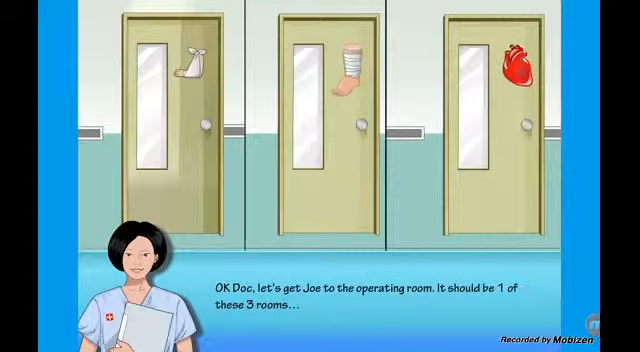 OK Doc, let's get Joe to the operating room. It should be 1 of
these 3 rooms...
Recorded by Mobizen